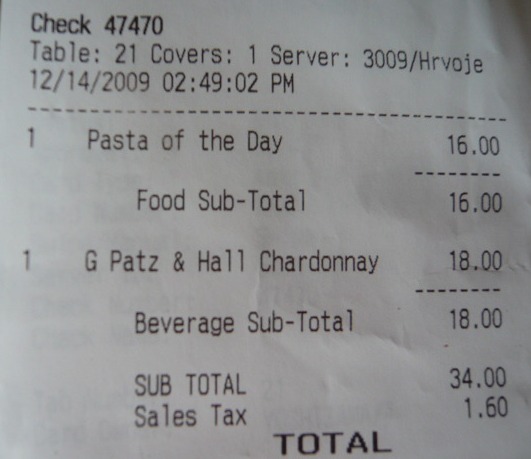 Check 47470
Table: 21 Covers: 1 Server: 3009/Hrvoje
12/14/2009 02:49:02 PM
1 Pasta of the Day 16.00
Food Sub-Total 16.00
1 G Patz & Hall Chardonnay 18.00
Beverage Sub-Total 18.00
SUB TOTAL 34.00
Sales Tax 1.60
TOTAL